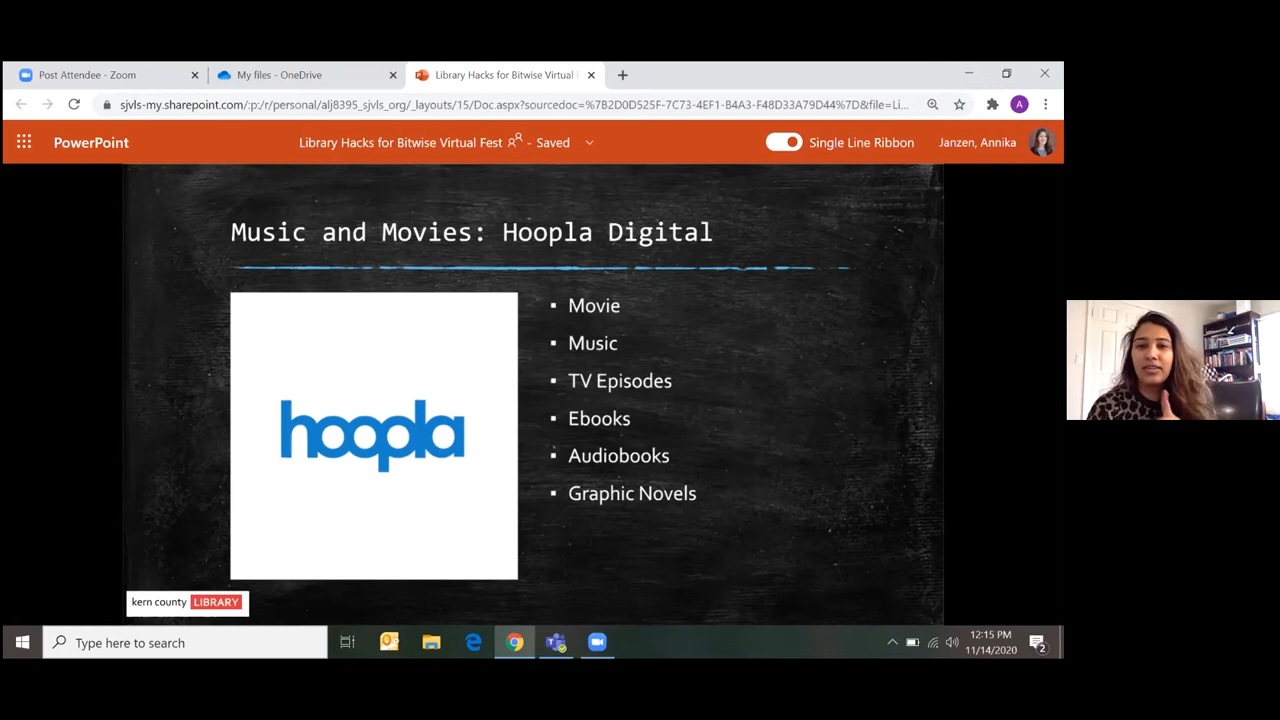 Post Attendee - Zoom
My files - OneDrive
Library Hacks for Bitwise Virtual F
sjvls-my.sharepoint.com/:p:/r/personal/alj8395_sjvls_org/_layouts/15/Doc.aspx?sourcedoc=%7B2D0D525F-7C73-4EF1-B4A3-F48D33A79D44%7D&file=Li...
A
PowerPoint
Library Hacks for Bitwise Virtual Fest - Saved
Single Line Ribbon
Janzen, Annika
Music and Movies: Hoopla Digital
hoopla
▪ Movie
▪ Music
▪ TV Episodes
▪ Ebooks
▪ Audiobooks
▪ Graphic Novels
kern county LIBRARY
Type here to search
12:15 PM
11/14/2020
2